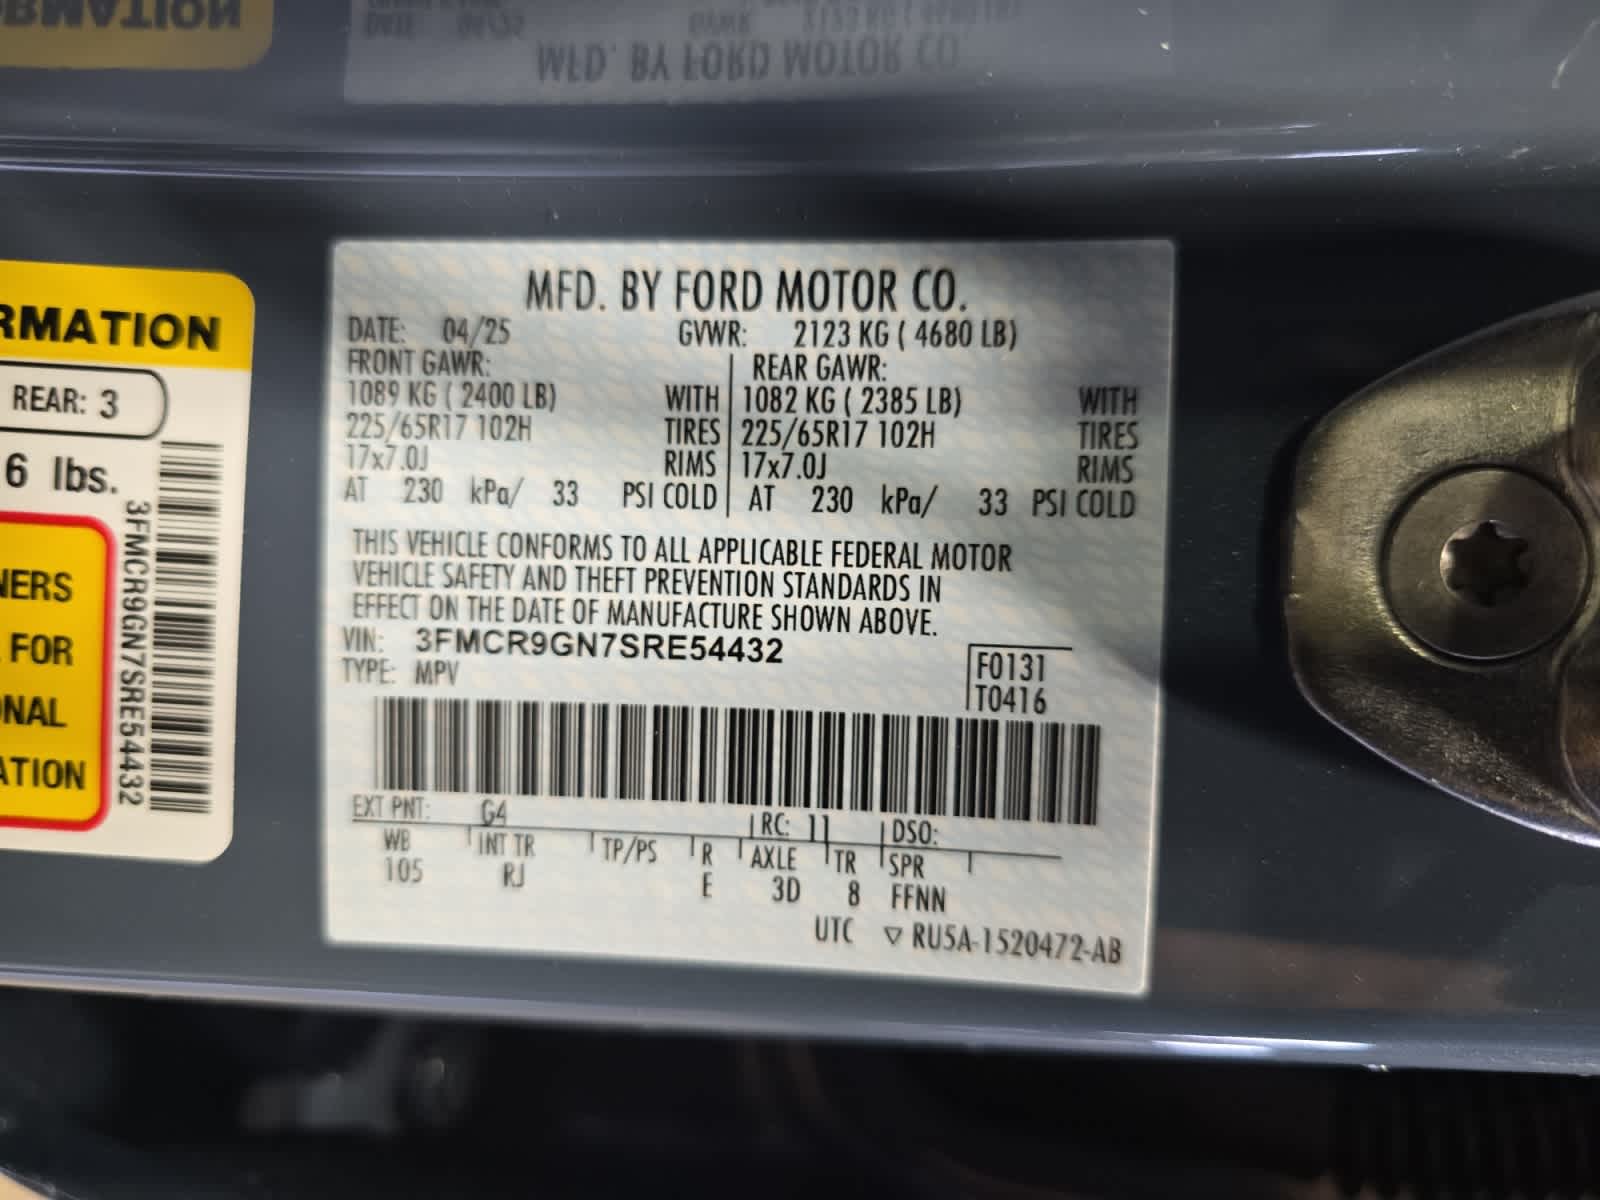 RMATION
REAR: 3
6 lbs.
NERS
FOR
NAL
ATION
3FMCR9GN7SRE54432
MFD. BY FORD MOTOR CO.
DATE: 04/25 GVWR: 2123 KG ( 4680 LB)
FRONT GAWR: REAR GAWR:
1089 KG ( 2400 LB) WITH 1082 KG ( 2385 LB) WITH
225/65R17 102H TIRES 225/65R17 102H TIRES
17x7.0J RIMS 17x7.0J RIMS
AT 230 kPa/ 33 PSI COLD AT 230 kPa/ 33 PSI COLD
THIS VEHICLE CONFORMS TO ALL APPLICABLE FEDERAL MOTOR
VEHICLE SAFETY AND THEFT PREVENTION STANDARDS IN
EFFECT ON THE DATE OF MANUFACTURE SHOWN ABOVE.
VIN: 3FMCR9GN7SRE54432
TYPE: MPV
F0131
T0416
EXT PNT: G4 RC: 11 DSO:
WB INT TR TP/PS R AXLE TR SPR
105 RJ E 3D 8 FFNN
UTC ▽ RU5A-1520472-AB